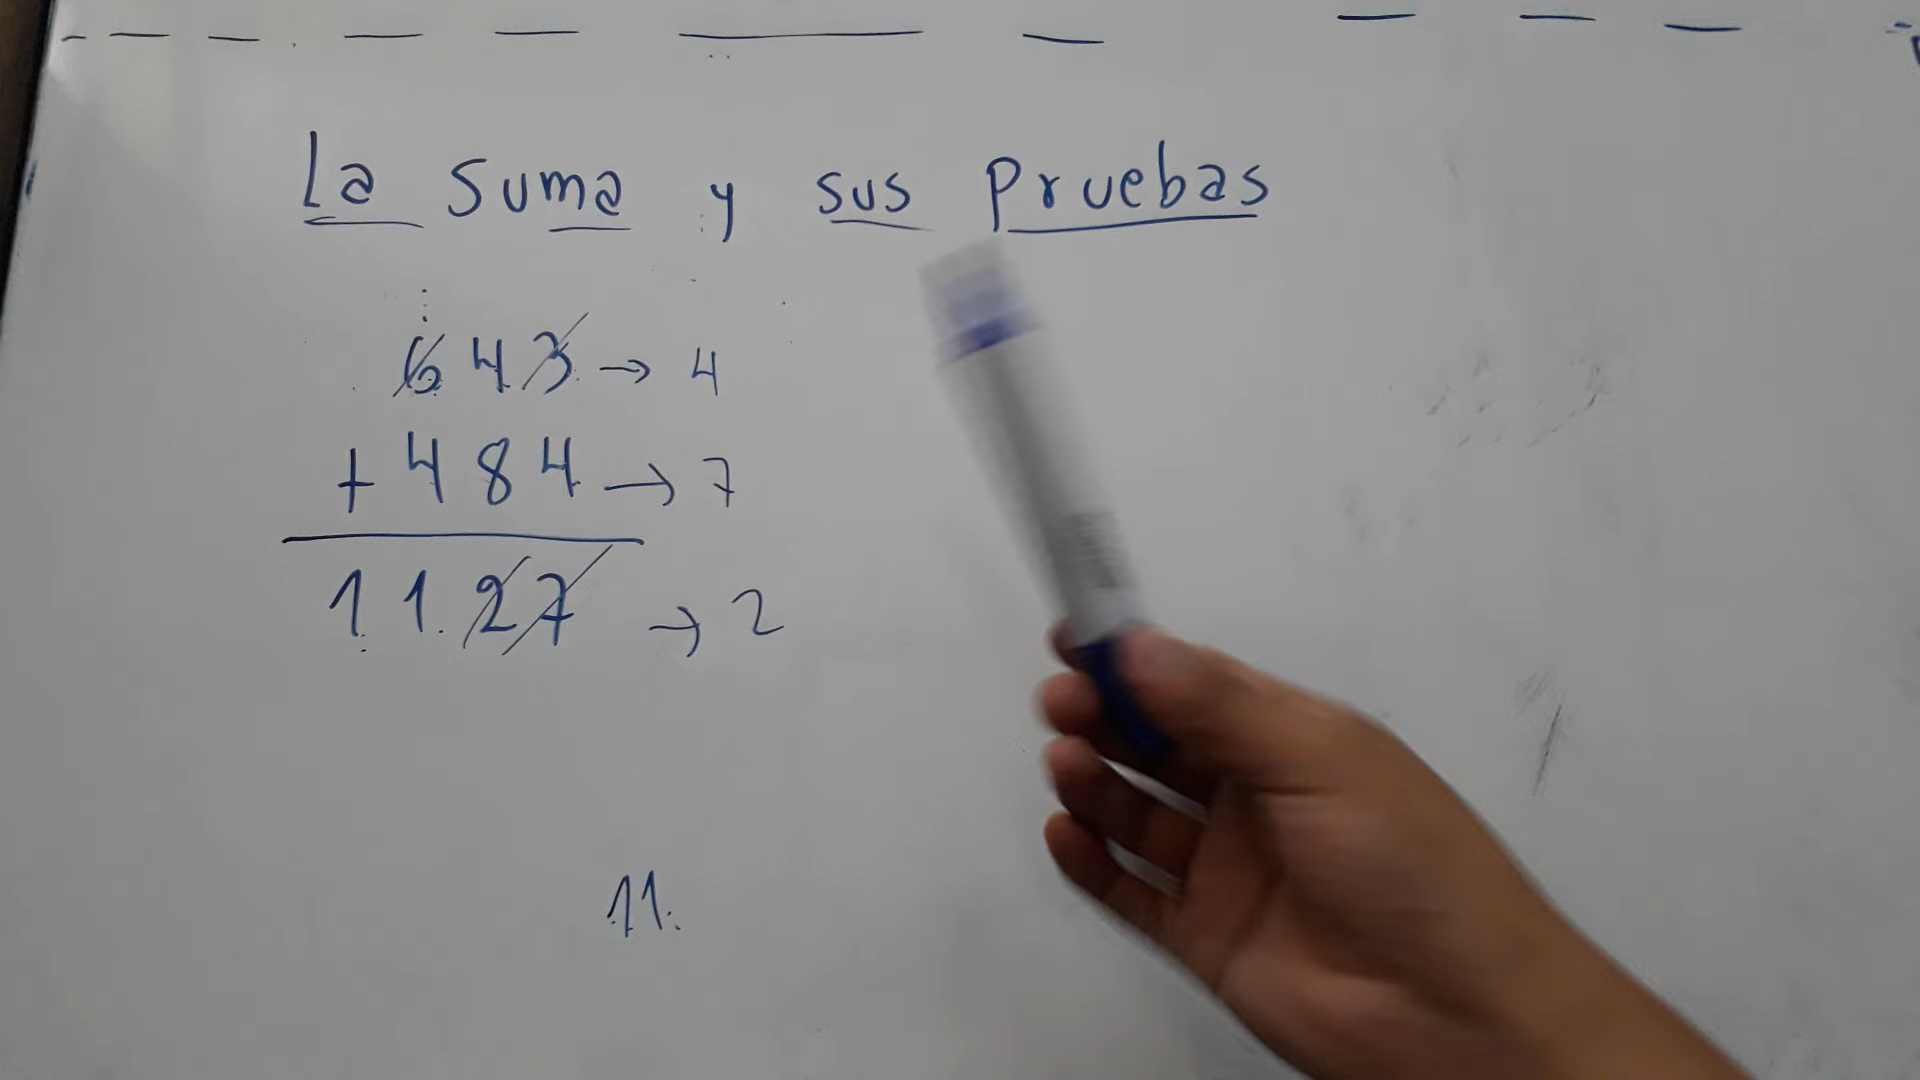 La suma y sus Pruebas
643 → 4
+ 484 → 7
1127 → 2
11.